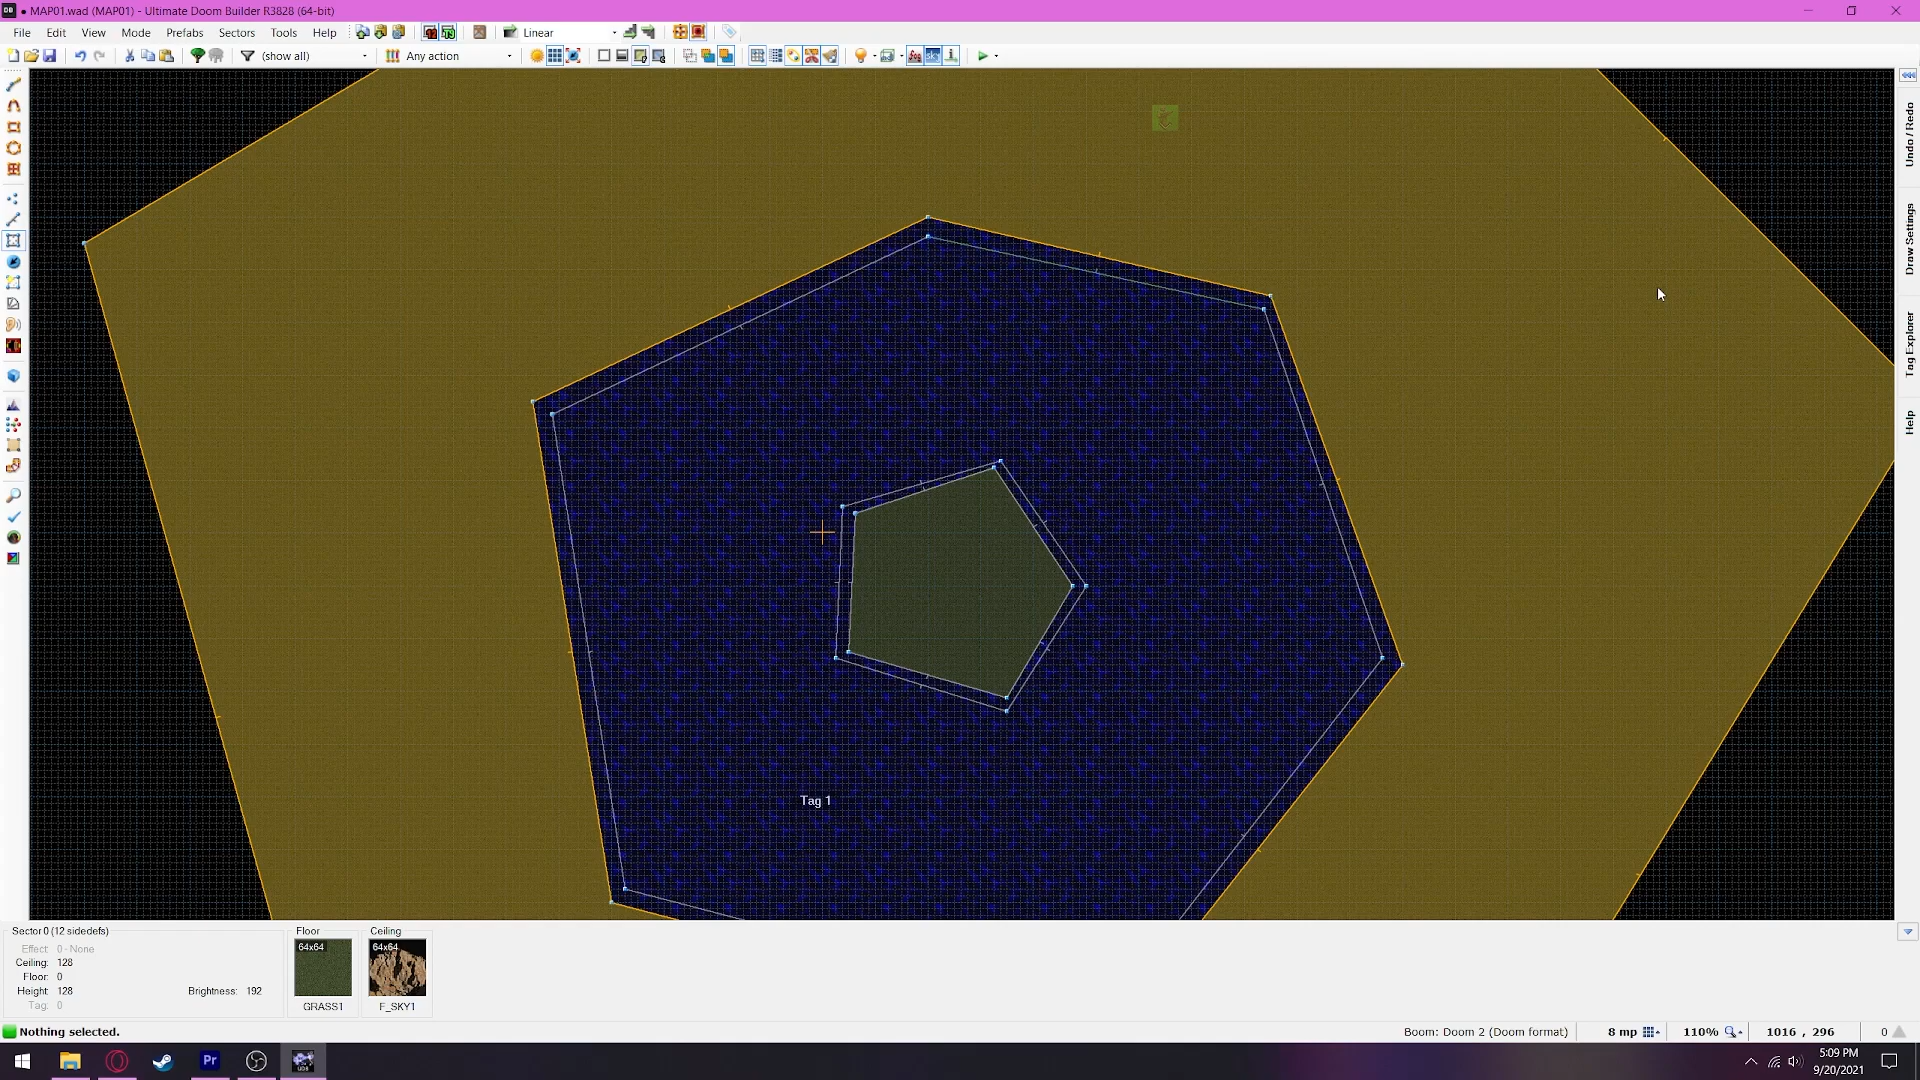 MAP01.wad (MAP01) - Ultimate Doom Builder R3828 (64-bit)
File Edit View Mode Prefabs Sectors Tools Help
Linear
(show all)
Any action
Undo / Redo
Draw Settings
Tag Explorer
Help
Tag 1
Sector 0 (12 sidedefs)
Effect: 0 - None
Ceiling: 128
Floor: 0
Height: 128
Brightness: 192
Tag: 0
Floor
64x64
GRASS1
Ceiling
64x64
F_SKY1
Nothing selected.
Boom: Doom 2 (Doom format)
8 mp
110%
1016 , 296
0
Pr
5:09 PM
9/20/2021